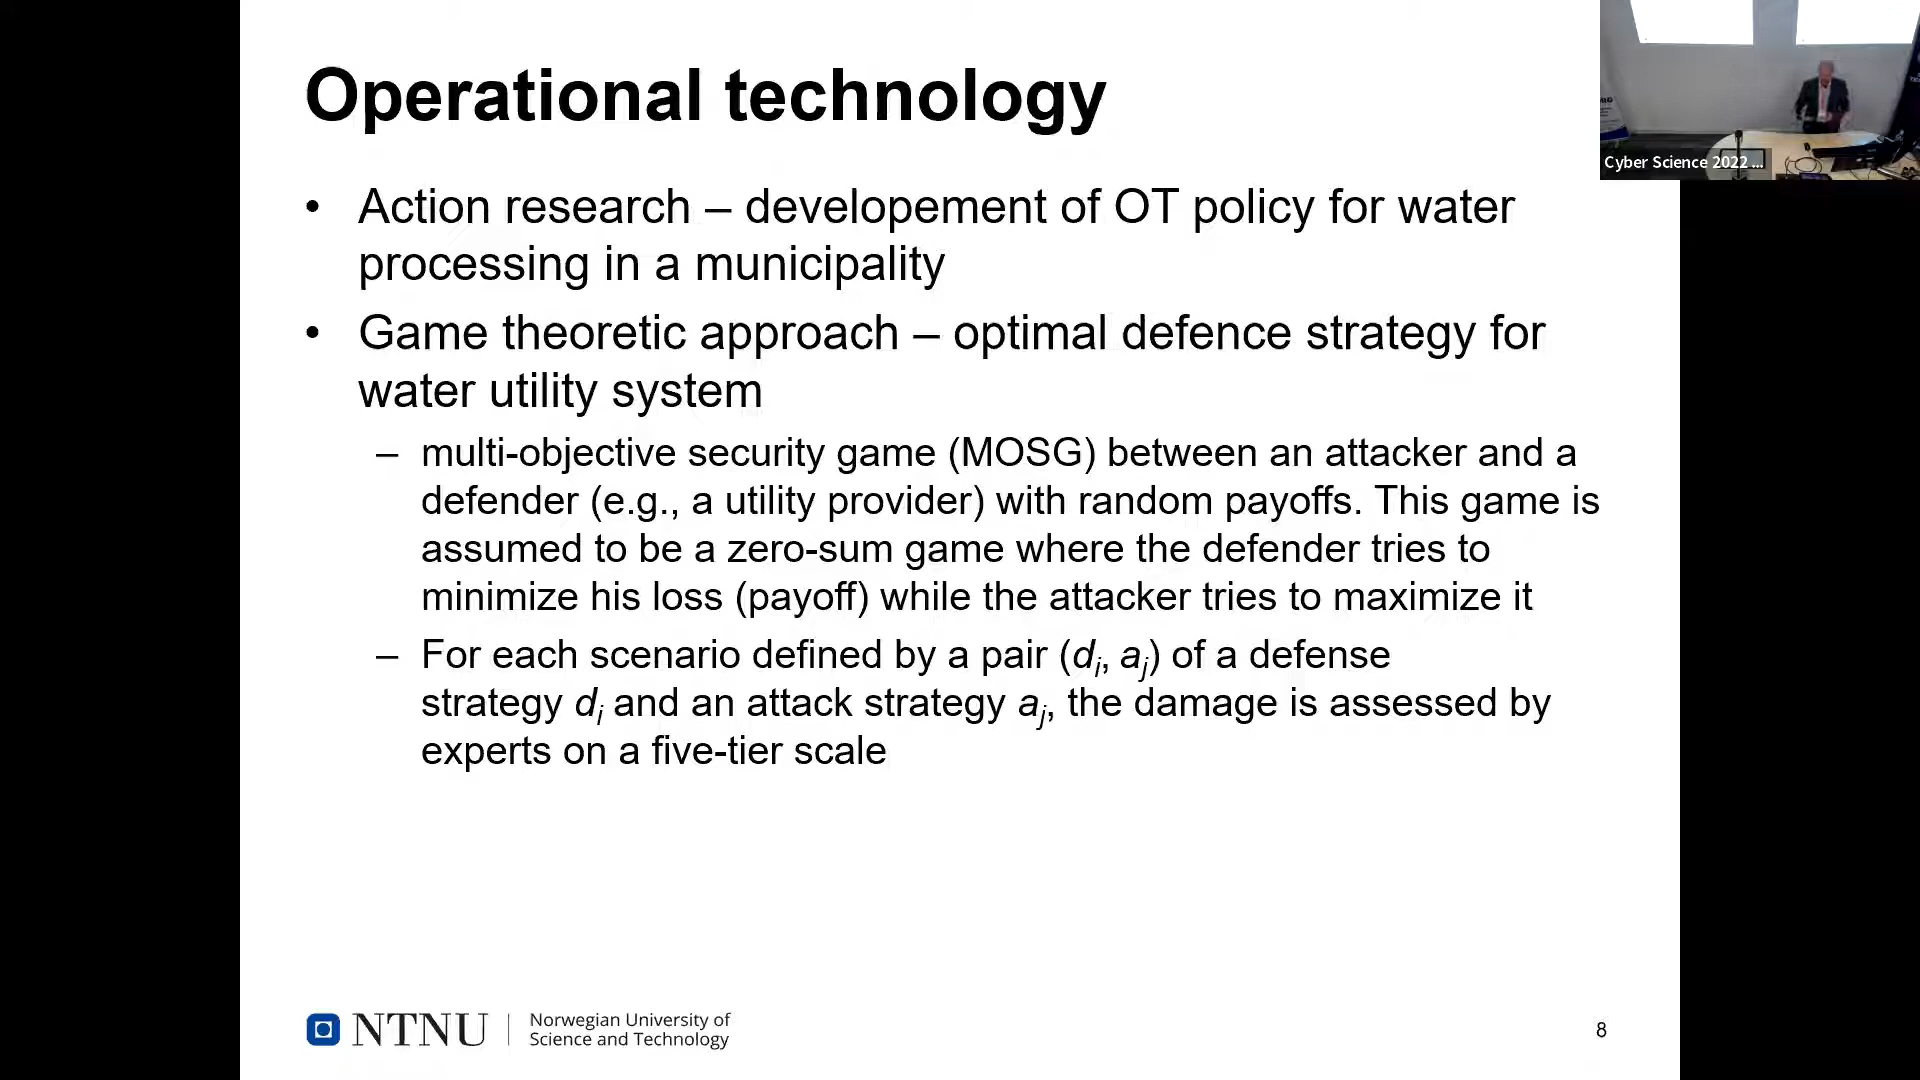 Operational technology
• Action research – developement of OT policy for water
processing in a municipality
• Game theoretic approach – optimal defence strategy for
water utility system
– multi-objective security game (MOSG) between an attacker and a
defender (e.g., a utility provider) with random payoffs. This game is
assumed to be a zero-sum game where the defender tries to
minimize his loss (payoff) while the attacker tries to maximize it
– For each scenario defined by a pair (di, aj) of a defense
strategy di and an attack strategy aj, the damage is assessed by
experts on a five-tier scale
Cyber Science 2022 ...
NTNU
Norwegian University of
Science and Technology
8